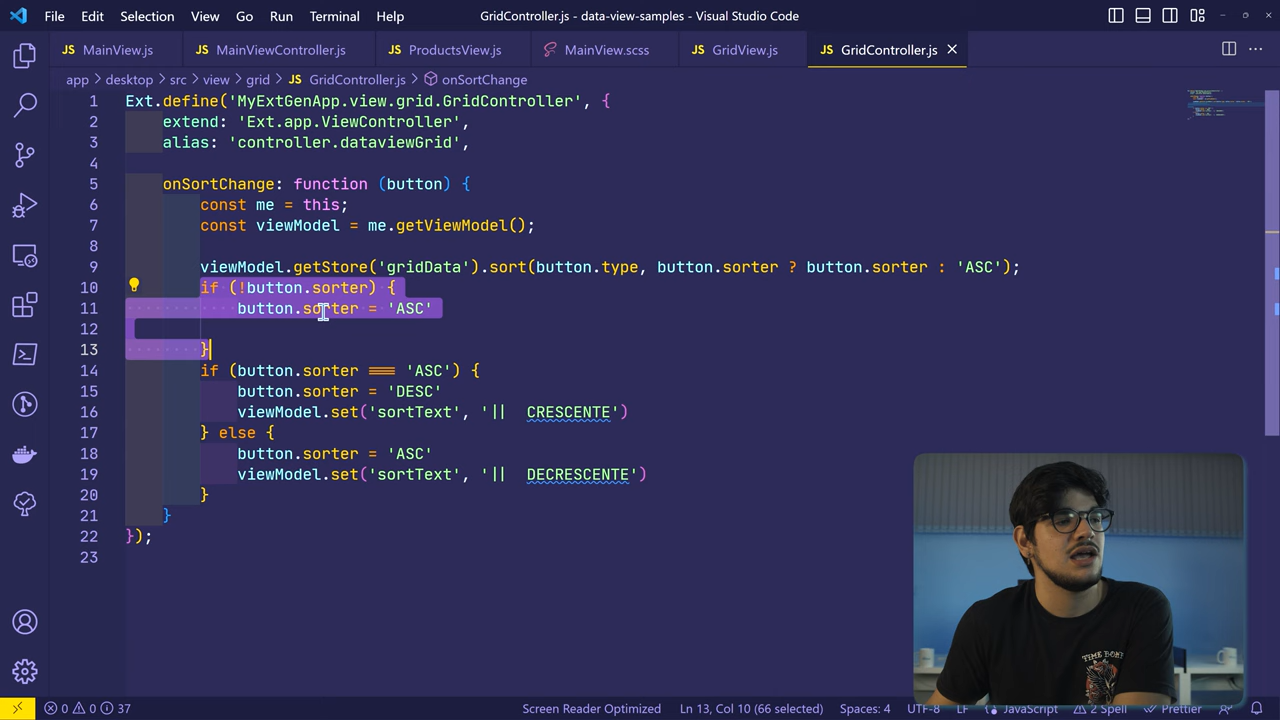 File Edit Selection View Go Run Terminal Help GridController.js - data-view-samples - Visual Studio Code
JS MainView.js JS MainViewController.js JS ProductsView.js MainView.scss JS GridView.js JS GridController.js
app > desktop > src > view > grid > JS GridController.js > onSortChange
1 Ext.define('MyExtGenApp.view.grid.GridController', {
2 extend: 'Ext.app.ViewController',
3 alias: 'controller.dataviewGrid',
4
5 onSortChange: function (button) {
6 const me = this;
7 const viewModel = me.getViewModel();
8
9 viewModel.getStore('gridData').sort(button.type, button.sorter ? button.sorter : 'ASC');
10 if (!button.sorter) {
11 button.sorter = 'ASC'
12
13 }
14 if (button.sorter === 'ASC') {
15 button.sorter = 'DESC'
16 viewModel.set('sortText', '||  CRESCENTE')
17 } else {
18 button.sorter = 'ASC'
19 viewModel.set('sortText', '||  DECRESCENTE')
20 }
21 }
22 });
23
0 0 37 Screen Reader Optimized Ln 13, Col 10 (66 selected) Spaces: 4 UTF-8 LF JavaScript 2 Spell Prettier